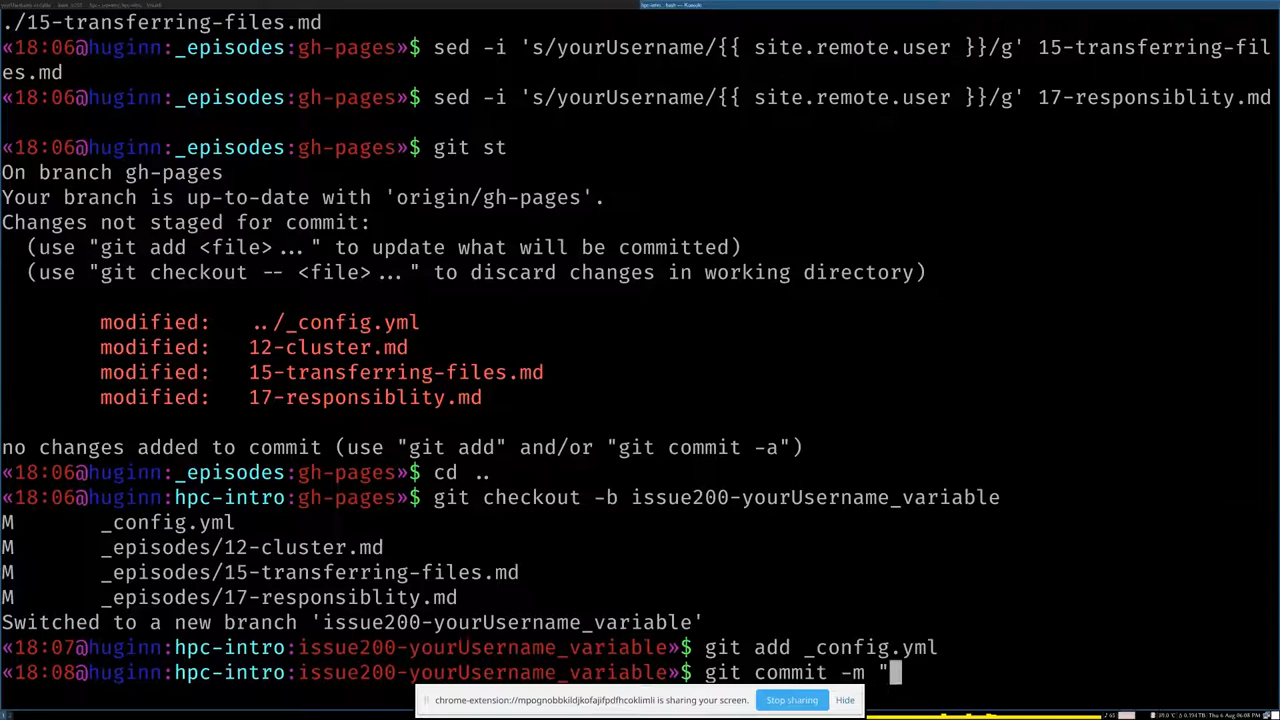 ./15-transferring-files.md
«18:06@huginn:_episodes:gh-pages»$ sed -i 's/yourUsername/{{ site.remote.user }}/g' 15-transferring-fil
es.md
«18:06@huginn:_episodes:gh-pages»$ sed -i 's/yourUsername/{{ site.remote.user }}/g' 17-responsiblity.md
«18:06@huginn:_episodes:gh-pages»$ git st
On branch gh-pages
Your branch is up-to-date with 'origin/gh-pages'.
Changes not staged for commit:
  (use "git add <file>..." to update what will be committed)
  (use "git checkout -- <file>..." to discard changes in working directory)
        modified:   ../_config.yml
        modified:   12-cluster.md
        modified:   15-transferring-files.md
        modified:   17-responsiblity.md
no changes added to commit (use "git add" and/or "git commit -a")
«18:06@huginn:_episodes:gh-pages»$ cd ..
«18:06@huginn:hpc-intro:gh-pages»$ git checkout -b issue200-yourUsername_variable
M       _config.yml
M       _episodes/12-cluster.md
M       _episodes/15-transferring-files.md
M       _episodes/17-responsiblity.md
Switched to a new branch 'issue200-yourUsername_variable'
«18:07@huginn:hpc-intro:issue200-yourUsername_variable»$ git add _config.yml
«18:08@huginn:hpc-intro:issue200-yourUsername_variable»$ git commit -m "
chrome-extension://mpognobbkildjkofajifpdfhcoklimli is sharing your screen. Stop sharing Hide